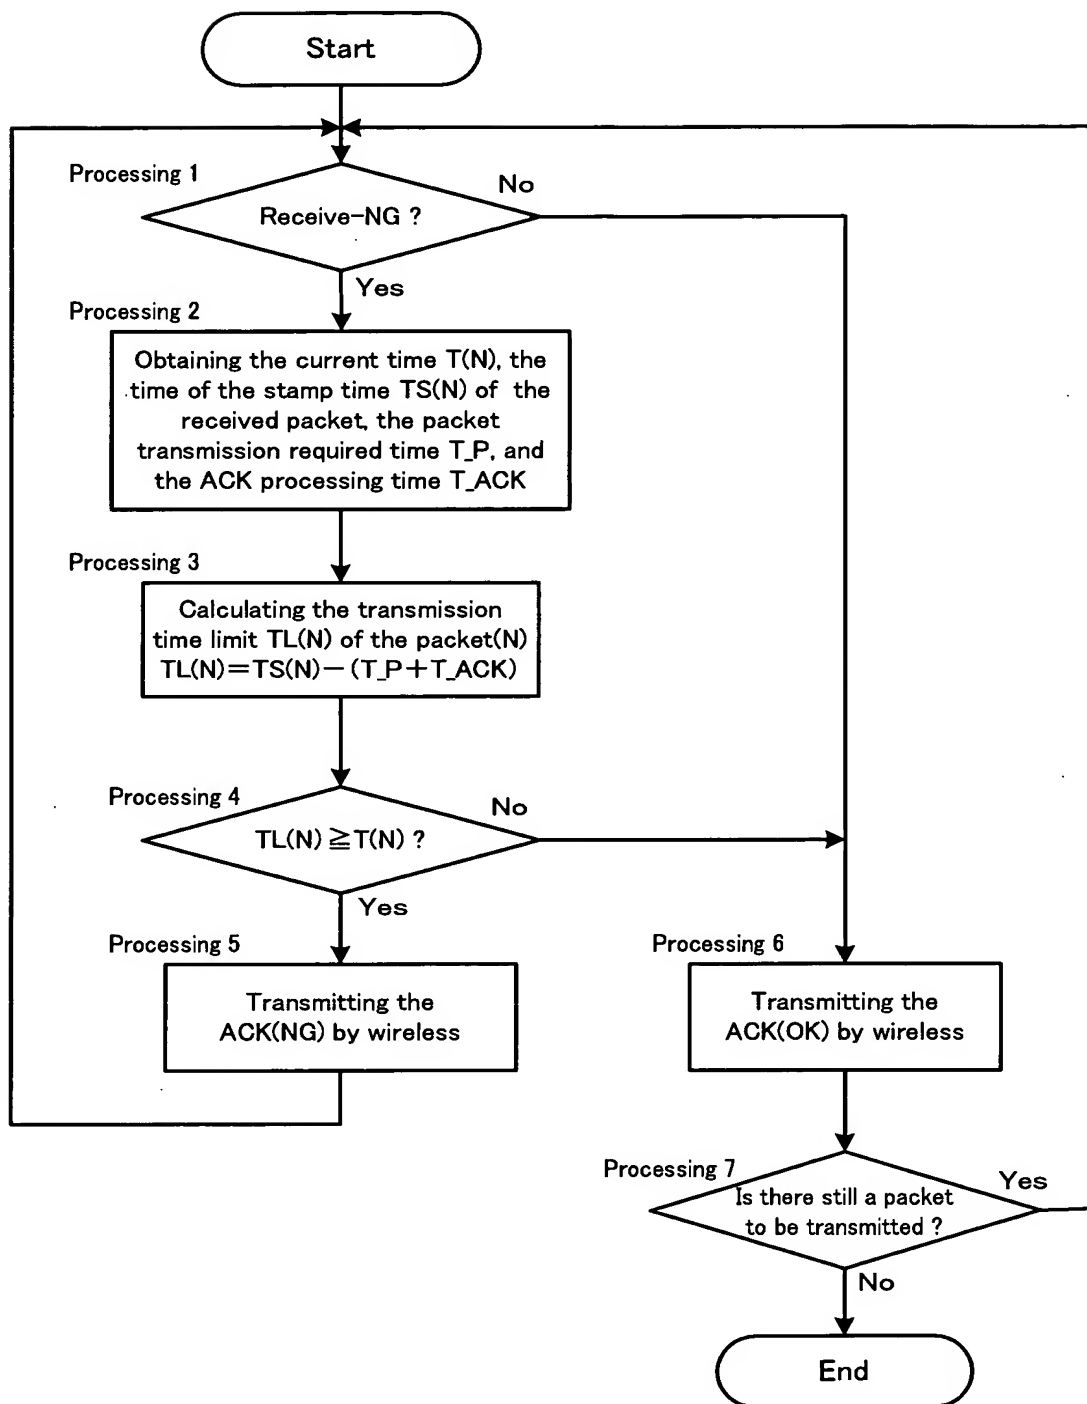 Start
Processing 1
No
Receive-NG ?
Yes
Processing 2
Obtaining the current time T(N), the
time of the stamp time TS(N) of the
received packet, the packet
transmission required time T_P, and
the ACK processing time T_ACK
Processing 3
Calculating the transmission
time limit TL(N) of the packet(N)
TL(N)=TS(N)-(T_P+T_ACK)
Processing 4
No
TL(N)≧T(N) ?
Yes
Processing 5
Transmitting the
ACK(NG) by wireless
Processing 6
Transmitting the
ACK(OK) by wireless
Processing 7
Yes
Is there still a packet
to be transmitted ?
No
End